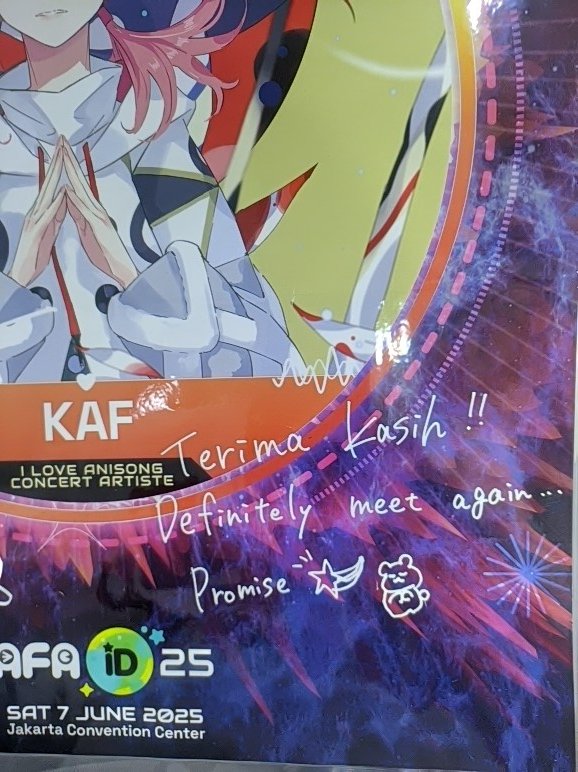 KAF
I LOVE ANISONG
CONCERT ARTISTE
Terima Kasih !!
Definitely meet again...
Promise
AFA iD 25
SAT 7 JUNE 2025
Jakarta Convention Center